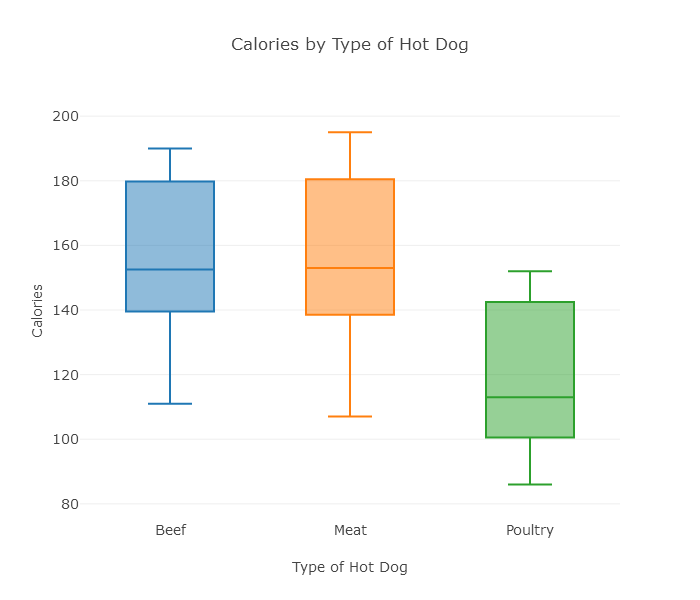 Calories by Type of Hot Dog
200
180
160
140
120
100
80
Calories
Beef
Meat
Poultry
Type of Hot Dog